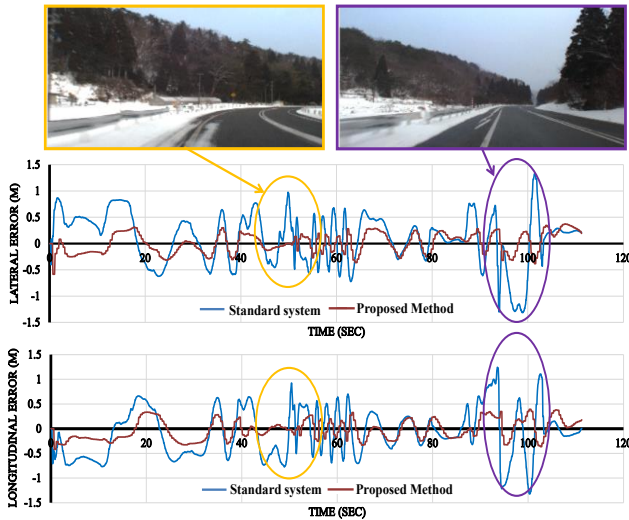 1.5
1
0.5
0
-0.5
-1
-1.5
0 20 40 60 80 100 120
LATERAL ERROR (M)
Standard system Proposed Method
TIME (SEC)
1.5
1
0.5
0
-0.5
-1
-1.5
0 20 40 60 80 100 120
LONGITUDINAL ERROR (M)
Standard system Proposed Method
TIME (SEC)